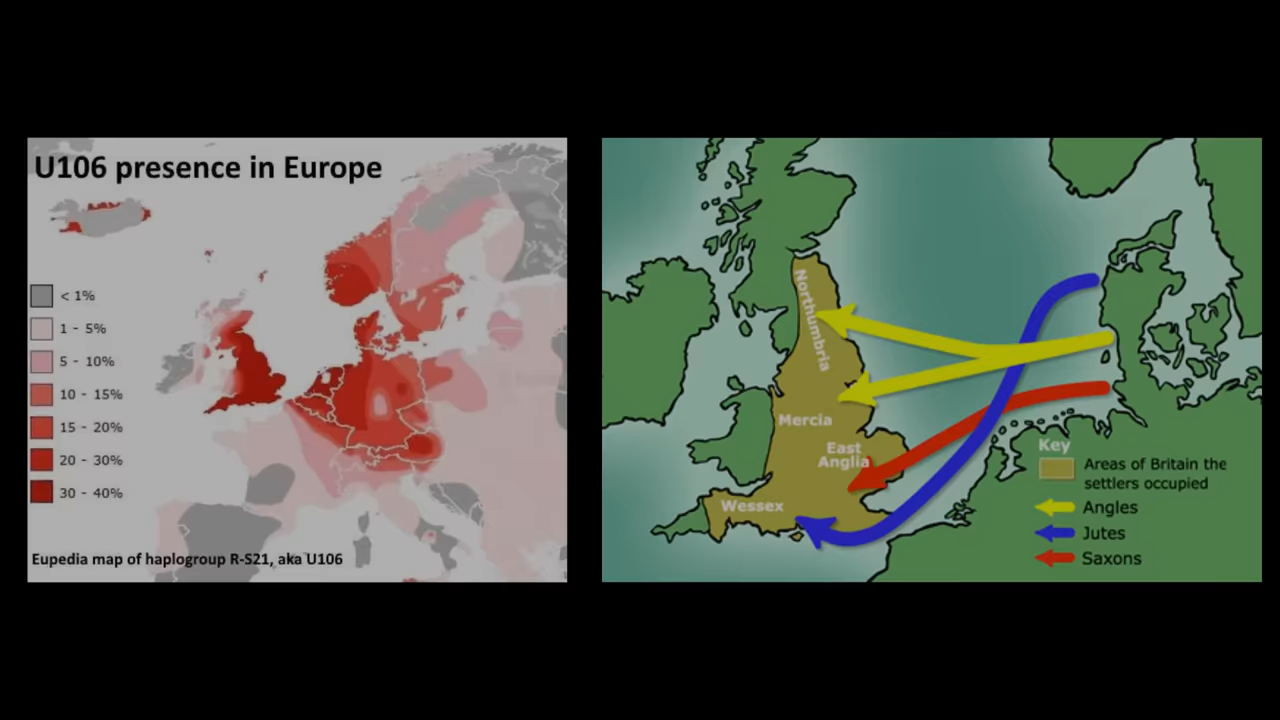 U106 presence in Europe
< 1%
1 - 5%
5 - 10%
10 - 15%
15 - 20%
20 - 30%
30 - 40%
Eupedia map of haplogroup R-S21, aka U106
Northumbria
Mercia
East
Anglia
Wessex
Key
Areas of Britain the
settlers occupied
Angles
Jutes
Saxons